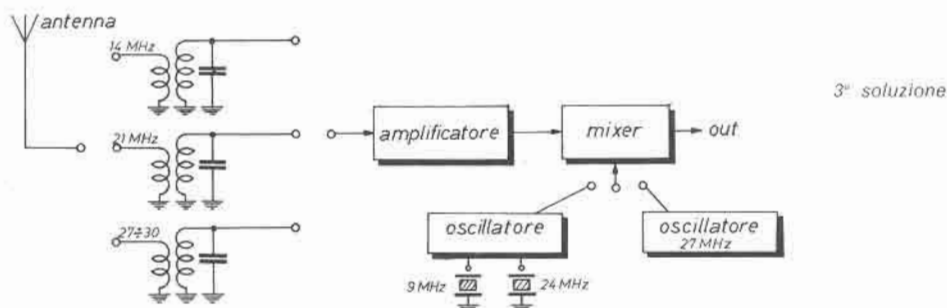 antenna
14 MHz
21 MHz
27÷30
amplificatore
mixer
out
oscillatore
9 MHz
24 MHz
oscillatore
27 MHz
3ª soluzione